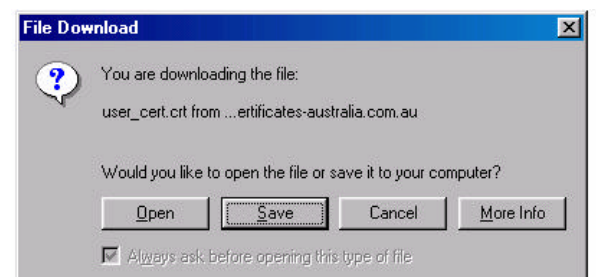 File Download
You are downloading the file:
user_cert.crt from ...ertificates-australia.com.au
Would you like to open the file or save it to your computer?
Open Save Cancel More Info
Always ask before opening this type of file